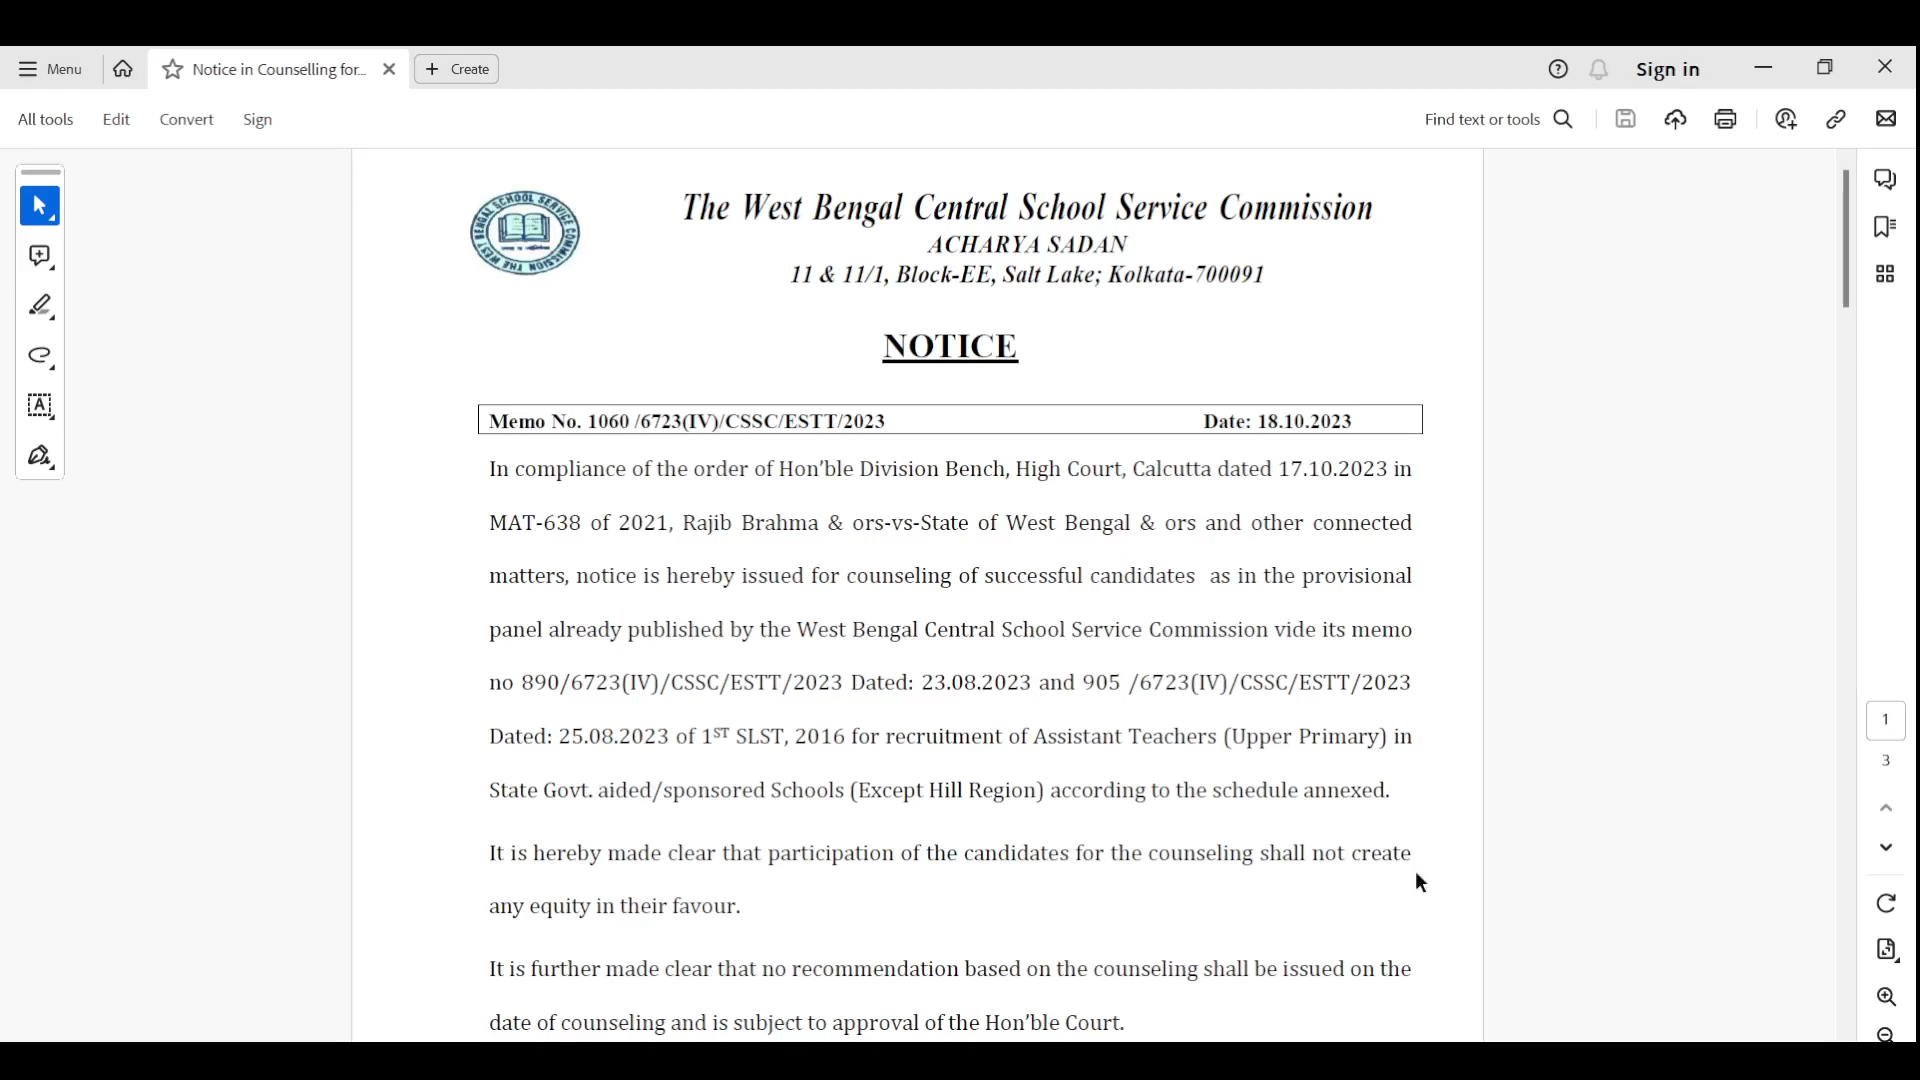 Menu
Notice in Counselling for...
Create
Sign in
All tools
Edit
Convert
Sign
Find text or tools
The West Bengal Central School Service Commission
ACHARYA SADAN
11 & 11/1, Block-EE, Salt Lake; Kolkata-700091
THE WEST BENGAL SCHOOL SERVICE COMMISSION
NOTICE
Memo No. 1060 /6723(IV)/CSSC/ESTT/2023 Date: 18.10.2023
In compliance of the order of Hon’ble Division Bench, High Court, Calcutta dated 17.10.2023 in
MAT-638 of 2021, Rajib Brahma & ors-vs-State of West Bengal & ors and other connected
matters, notice is hereby issued for counseling of successful candidates as in the provisional
panel already published by the West Bengal Central School Service Commission vide its memo
no 890/6723(IV)/CSSC/ESTT/2023 Dated: 23.08.2023 and 905 /6723(IV)/CSSC/ESTT/2023
Dated: 25.08.2023 of 1ST SLST, 2016 for recruitment of Assistant Teachers (Upper Primary) in
State Govt. aided/sponsored Schools (Except Hill Region) according to the schedule annexed.
It is hereby made clear that participation of the candidates for the counseling shall not create
any equity in their favour.
It is further made clear that no recommendation based on the counseling shall be issued on the
date of counseling and is subject to approval of the Hon’ble Court.
1
3